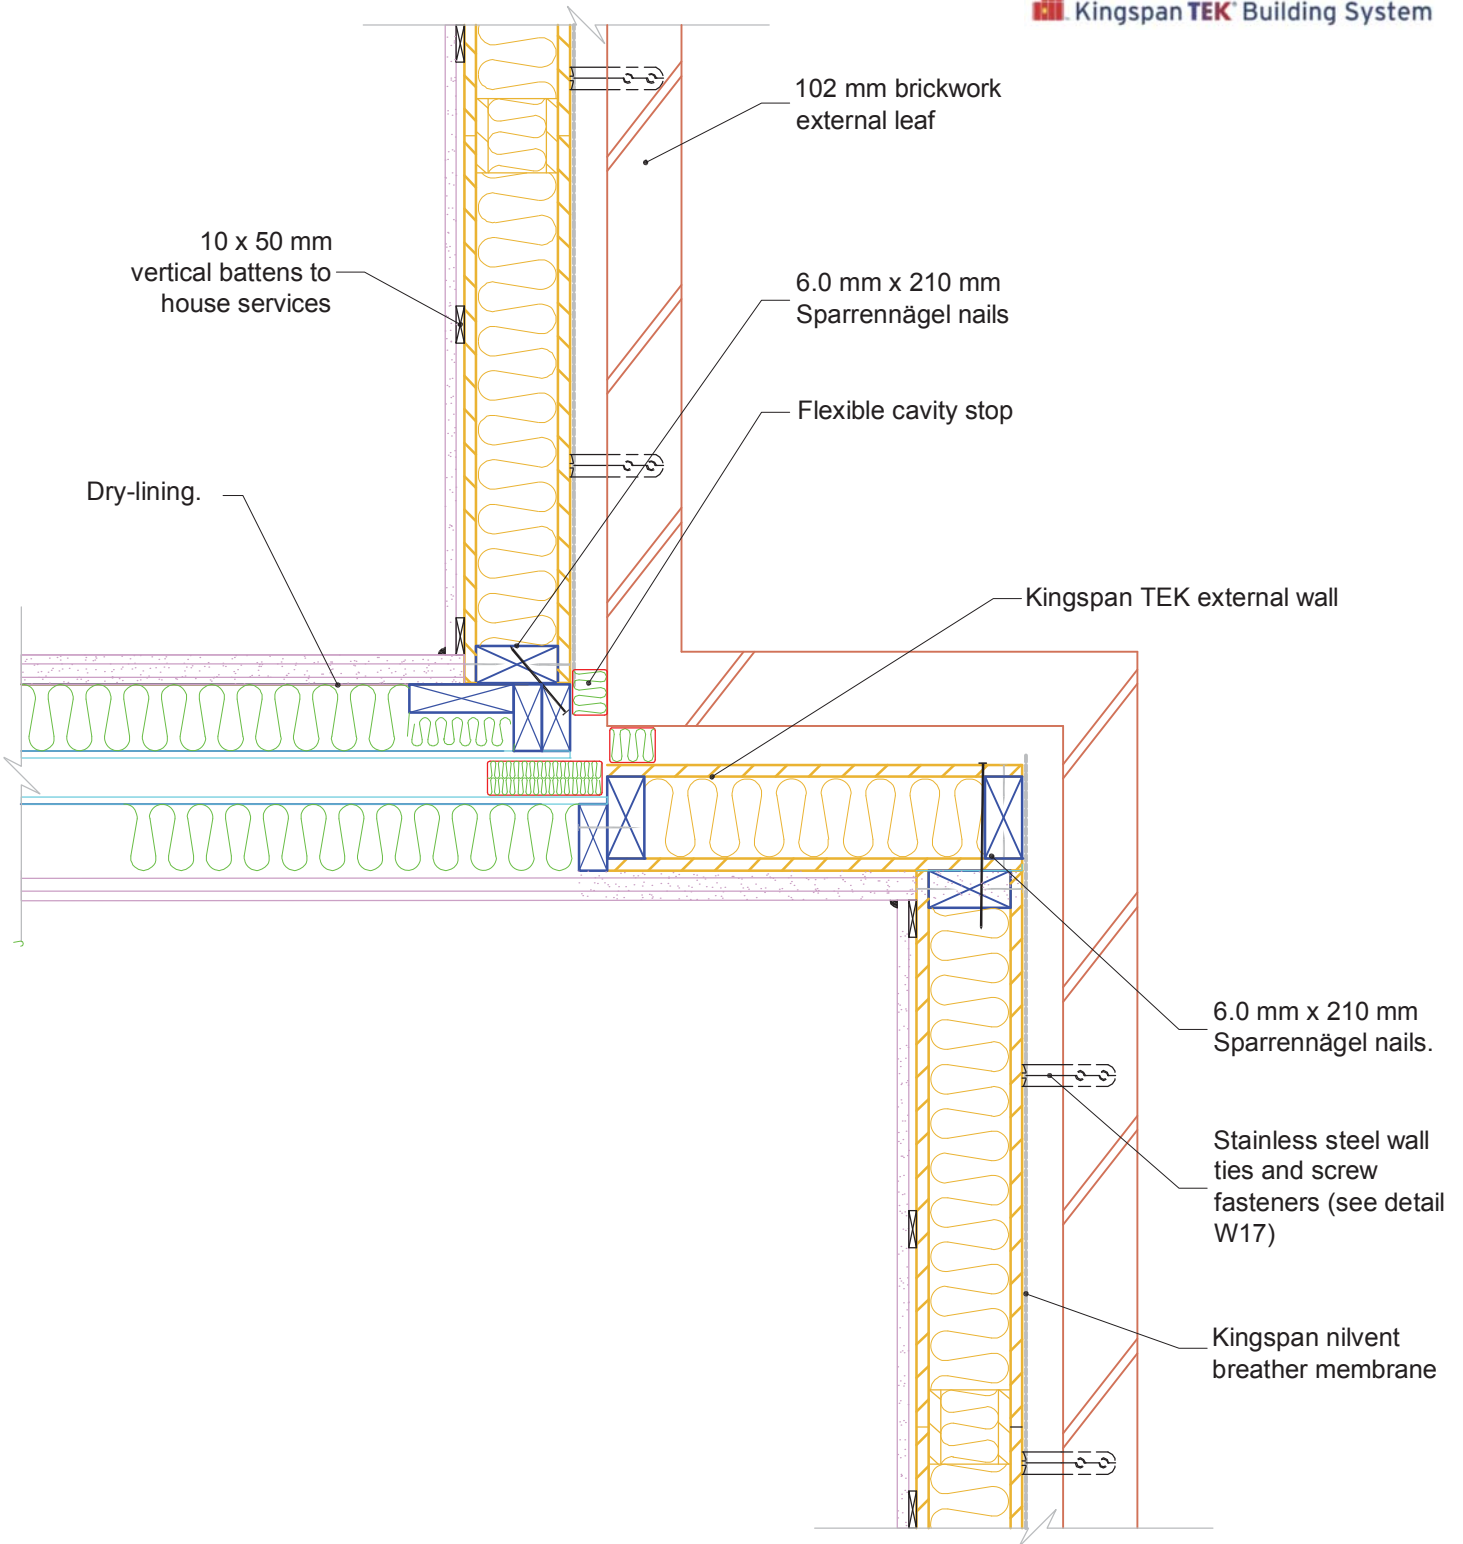 Kingspan TEK® Building System
102 mm brickwork
external leaf
10 x 50 mm
vertical battens to
house services
6.0 mm x 210 mm
Sparrennägel nails
Flexible cavity stop
Dry-lining.
Kingspan TEK external wall
6.0 mm x 210 mm
Sparrennägel nails.
Stainless steel wall
ties and screw
fasteners (see detail
W17)
Kingspan nilvent
breather membrane